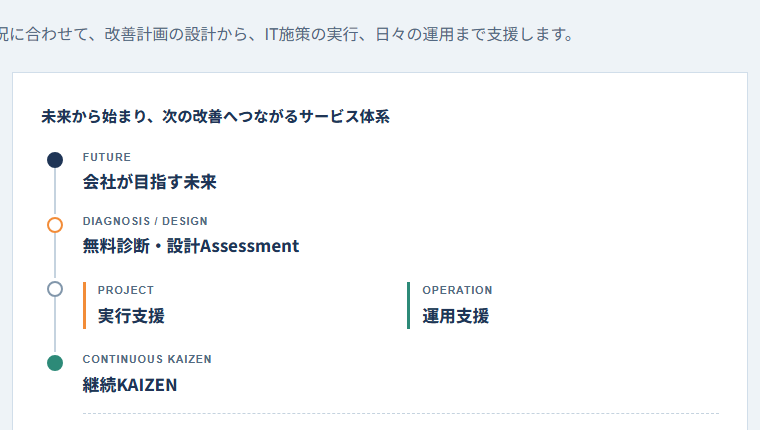 況に合わせて、改善計画の設計から、IT施策の実行、日々の運用まで支援します。
未来から始まり、次の改善へつながるサービス体系
FUTURE
会社が目指す未来
DIAGNOSIS / DESIGN
無料診断・設計Assessment
PROJECT
実行支援
OPERATION
運用支援
CONTINUOUS KAIZEN
継続KAIZEN